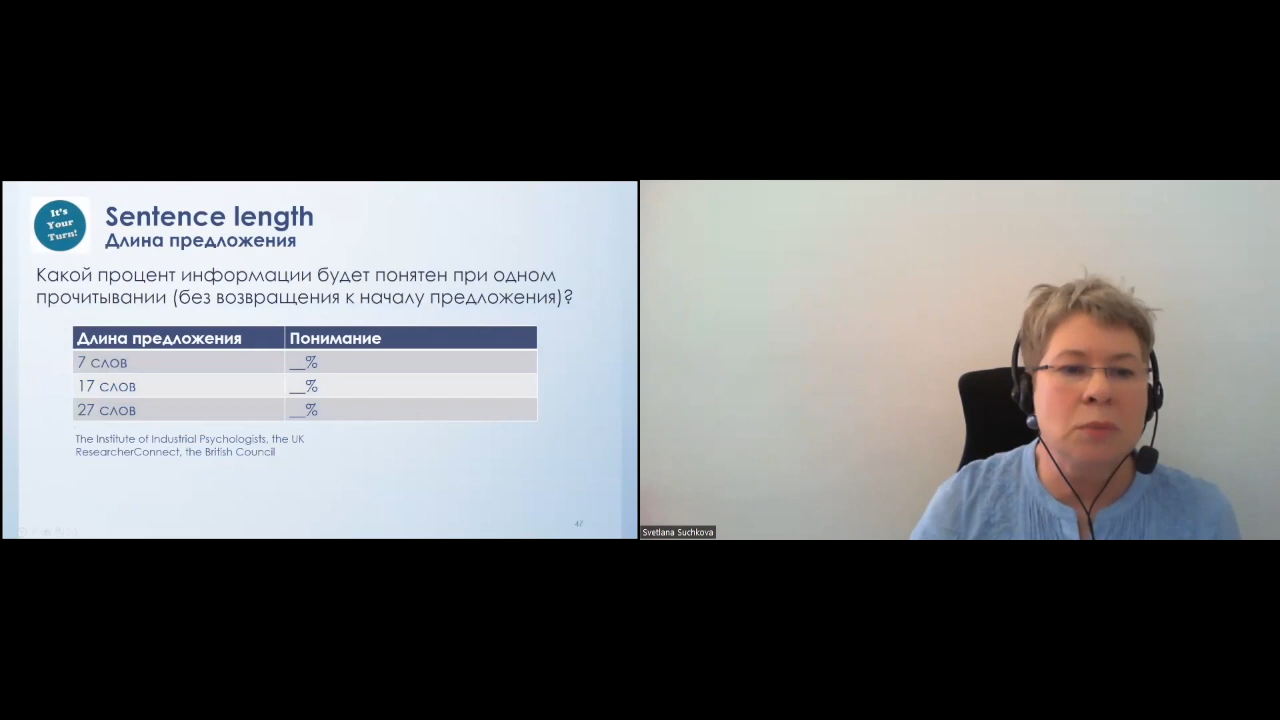 It's
Your
Turn!
Sentence length
Длина предложения
Какой процент информации будет понятен при одном
прочитывании (без возвращения к началу предложения)?
Длина предложения Понимание
7 слов __%
17 слов __%
27 слов __%
The Institute of Industrial Psychologists, the UK
ResearcherConnect, the British Council
47
Svetlana Suchkova